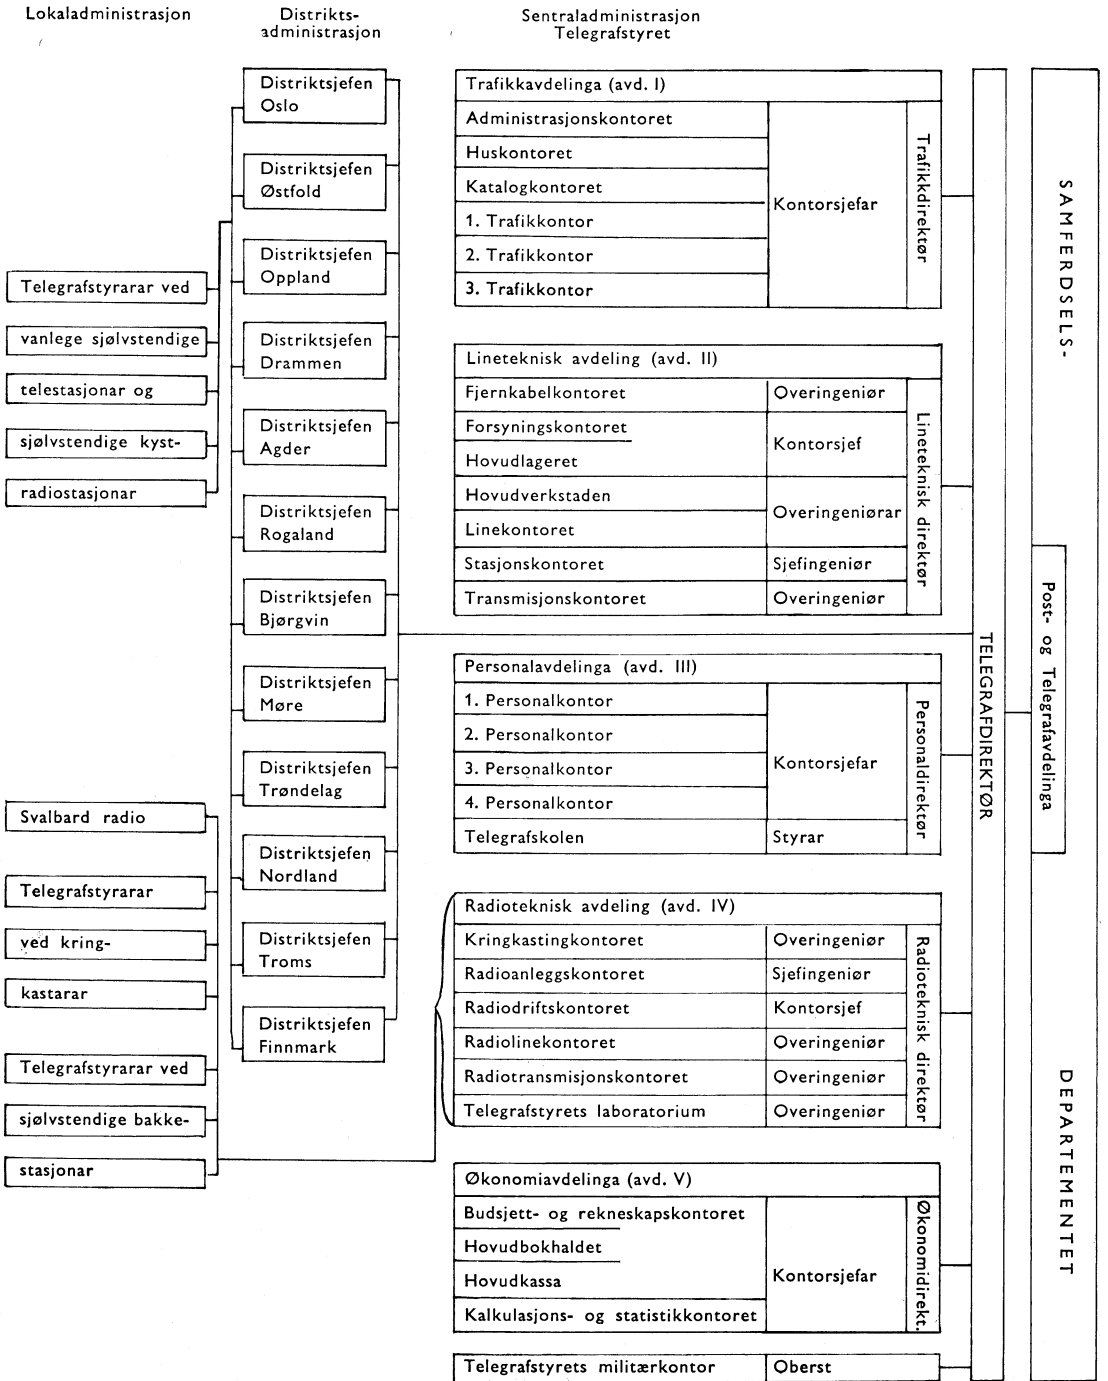 Lokaladministrasjon
Distrikts-
administrasjon
Sentraladministrasjon
Telegrafstyret
Telegrafstyrarar ved
vanlege sjølvstendige
telestasjonar og
sjølvstendige kyst-
radiostasjonar
Svalbard radio
Telegrafstyrarar
ved kring-
kastarar
Telegrafstyrarar ved
sjølvstendige bakke-
stasjonar
Distriktsjefen
Oslo
Distriktsjefen
Østfold
Distriktsjefen
Oppland
Distriktsjefen
Drammen
Distriktsjefen
Agder
Distriktsjefen
Rogaland
Distriktsjefen
Bjørgvin
Distriktsjefen
Møre
Distriktsjefen
Trøndelag
Distriktsjefen
Nordland
Distriktsjefen
Troms
Distriktsjefen
Finnmark
Trafikkavdelinga (avd. I)
Administrasjonskontoret
Huskontoret
Katalogkontoret
1. Trafikkontor
2. Trafikkontor
3. Trafikkontor
Kontorsjefar
Trafikkdirektør
Lineteknisk avdeling (avd. II)
Fjernkabelkontoret
Overingeniør
Forsyningskontoret
Hovudlageret
Kontorsjef
Hovudverkstaden
Linekontoret
Overingeniørar
Stasjonskontoret
Sjefingeniør
Transmisjonskontoret
Overingeniør
Lineteknisk direktør
Personalavdelinga (avd. III)
1. Personalkontor
2. Personalkontor
3. Personalkontor
4. Personalkontor
Kontorsjefar
Telegrafskolen
Styrar
Personaldirektør
Radioteknisk avdeling (avd. IV)
Kringkastingkontoret
Overingeniør
Radioanleggskontoret
Sjefingeniør
Radiodriftskontoret
Kontorsjef
Radiolinekontoret
Overingeniør
Radiotransmisjonskontoret
Overingeniør
Telegrafstyrets laboratorium
Overingeniør
Radioteknisk direktør
Økonomiavdelinga (avd. V)
Budsjett- og rekneskapskontoret
Hovudbokhaldet
Hovudkassa
Kalkulasjons- og statistikkontoret
Kontorsjefar
Økonomidirekt.
Telegrafstyrets militærkontor
Oberst
TELEGRAFDIREKTØR
Post- og Telegrafavdelinga
SAMFERDSELS-
DEPARTEMENTET